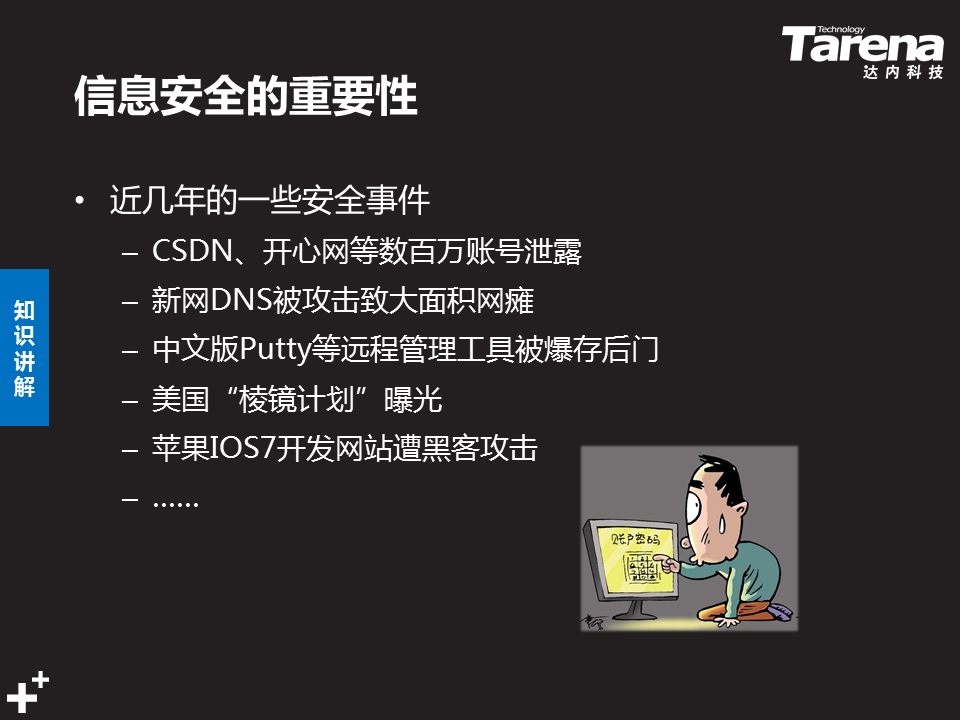 Technology
Tarena
达内科技
信息安全的重要性
• 近几年的一些安全事件
– CSDN、开心网等数百万账号泄露
– 新网DNS被攻击致大面积网瘫
– 中文版Putty等远程管理工具被爆存后门
– 美国“棱镜计划”曝光
– 苹果IOS7开发网站遭黑客攻击
– ……
知识讲解
账户密码